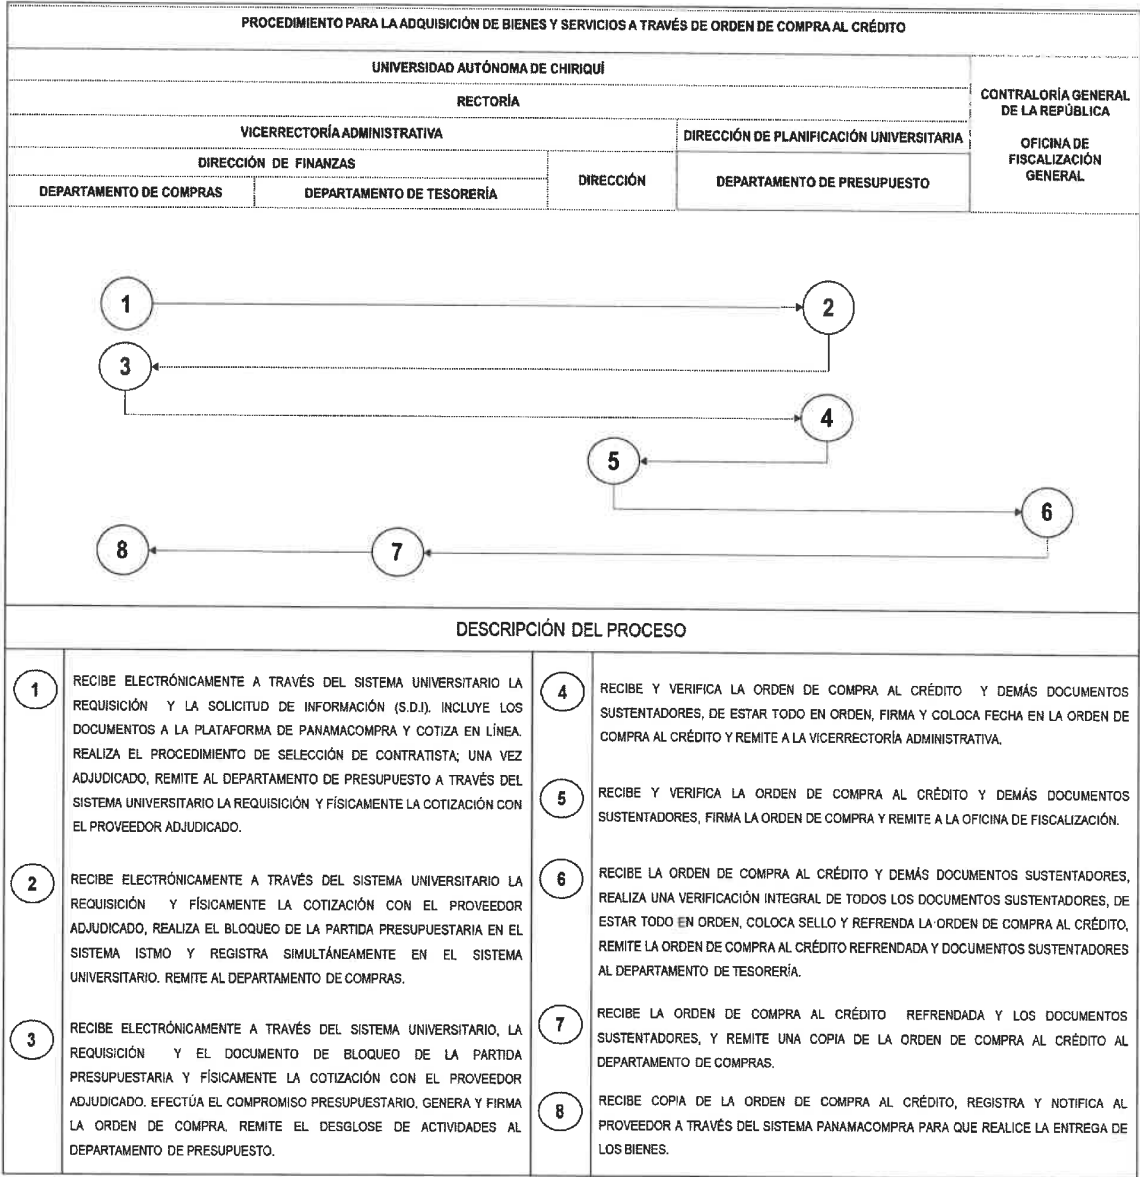 PROCEDIMIENTO PARA LA ADQUISICIÓN DE BIENES Y SERVICIOS A TRAVÉS DE ORDEN DE COMPRA AL CRÉDITO
UNIVERSIDAD AUTÓNOMA DE CHIRIQUÍ
RECTORÍA
VICERRECTORÍA ADMINISTRATIVA
DIRECCIÓN DE PLANIFICACIÓN UNIVERSITARIA
CONTRALORÍA GENERAL
DE LA REPÚBLICA
OFICINA DE
FISCALIZACIÓN
GENERAL
DIRECCIÓN DE FINANZAS
DIRECCIÓN
DEPARTAMENTO DE PRESUPUESTO
DEPARTAMENTO DE COMPRAS
DEPARTAMENTO DE TESORERÍA
1
2
3
4
5
6
8
7
DESCRIPCIÓN DEL PROCESO
1
RECIBE ELECTRÓNICAMENTE A TRAVÉS DEL SISTEMA UNIVERSITARIO LA
REQUISICIÓN Y LA SOLICITUD DE INFORMACIÓN (S.D.I). INCLUYE LOS
DOCUMENTOS A LA PLATAFORMA DE PANAMACOMPRA Y COTIZA EN LÍNEA.
REALIZA EL PROCEDIMIENTO DE SELECCIÓN DE CONTRATISTA; UNA VEZ
ADJUDICADO, REMITE AL DEPARTAMENTO DE PRESUPUESTO A TRAVÉS DEL
SISTEMA UNIVERSITARIO LA REQUISICIÓN Y FÍSICAMENTE LA COTIZACIÓN CON
EL PROVEEDOR ADJUDICADO.
2
RECIBE ELECTRÓNICAMENTE A TRAVÉS DEL SISTEMA UNIVERSITARIO LA
REQUISICIÓN Y FÍSICAMENTE LA COTIZACIÓN CON EL PROVEEDOR
ADJUDICADO, REALIZA EL BLOQUEO DE LA PARTIDA PRESUPUESTARIA EN EL
SISTEMA ISTMO Y REGISTRA SIMULTÁNEAMENTE EN EL SISTEMA
UNIVERSITARIO. REMITE AL DEPARTAMENTO DE COMPRAS.
3
RECIBE ELECTRÓNICAMENTE A TRAVÉS DEL SISTEMA UNIVERSITARIO, LA
REQUISICIÓN Y EL DOCUMENTO DE BLOQUEO DE LA PARTIDA
PRESUPUESTARIA Y FÍSICAMENTE LA COTIZACIÓN CON EL PROVEEDOR
ADJUDICADO. EFECTÚA EL COMPROMISO PRESUPUESTARIO, GENERA Y FIRMA
LA ORDEN DE COMPRA. REMITE EL DESGLOSE DE ACTIVIDADES AL
DEPARTAMENTO DE PRESUPUESTO.
4
RECIBE Y VERIFICA LA ORDEN DE COMPRA AL CRÉDITO Y DEMÁS DOCUMENTOS
SUSTENTADORES, DE ESTAR TODO EN ORDEN, FIRMA Y COLOCA FECHA EN LA ORDEN DE
COMPRA AL CRÉDITO Y REMITE A LA VICERRECTORÍA ADMINISTRATIVA.
5
RECIBE Y VERIFICA LA ORDEN DE COMPRA AL CRÉDITO Y DEMÁS DOCUMENTOS
SUSTENTADORES, FIRMA LA ORDEN DE COMPRA Y REMITE A LA OFICINA DE FISCALIZACIÓN.
6
RECIBE LA ORDEN DE COMPRA AL CRÉDITO Y DEMÁS DOCUMENTOS SUSTENTADORES,
REALIZA UNA VERIFICACIÓN INTEGRAL DE TODOS LOS DOCUMENTOS SUSTENTADORES, DE
ESTAR TODO EN ORDEN, COLOCA SELLO Y REFRENDA LA ORDEN DE COMPRA AL CRÉDITO,
REMITE LA ORDEN DE COMPRA AL CRÉDITO REFRENDADA Y DOCUMENTOS SUSTENTADORES
AL DEPARTAMENTO DE TESORERÍA.
7
RECIBE LA ORDEN DE COMPRA AL CRÉDITO REFRENDADA Y LOS DOCUMENTOS
SUSTENTADORES, Y REMITE UNA COPIA DE LA ORDEN DE COMPRA AL CRÉDITO AL
DEPARTAMENTO DE COMPRAS.
8
RECIBE COPIA DE LA ORDEN DE COMPRA AL CRÉDITO, REGISTRA Y NOTIFICA AL
PROVEEDOR A TRAVÉS DEL SISTEMA PANAMACOMPRA PARA QUE REALICE LA ENTREGA DE
LOS BIENES.